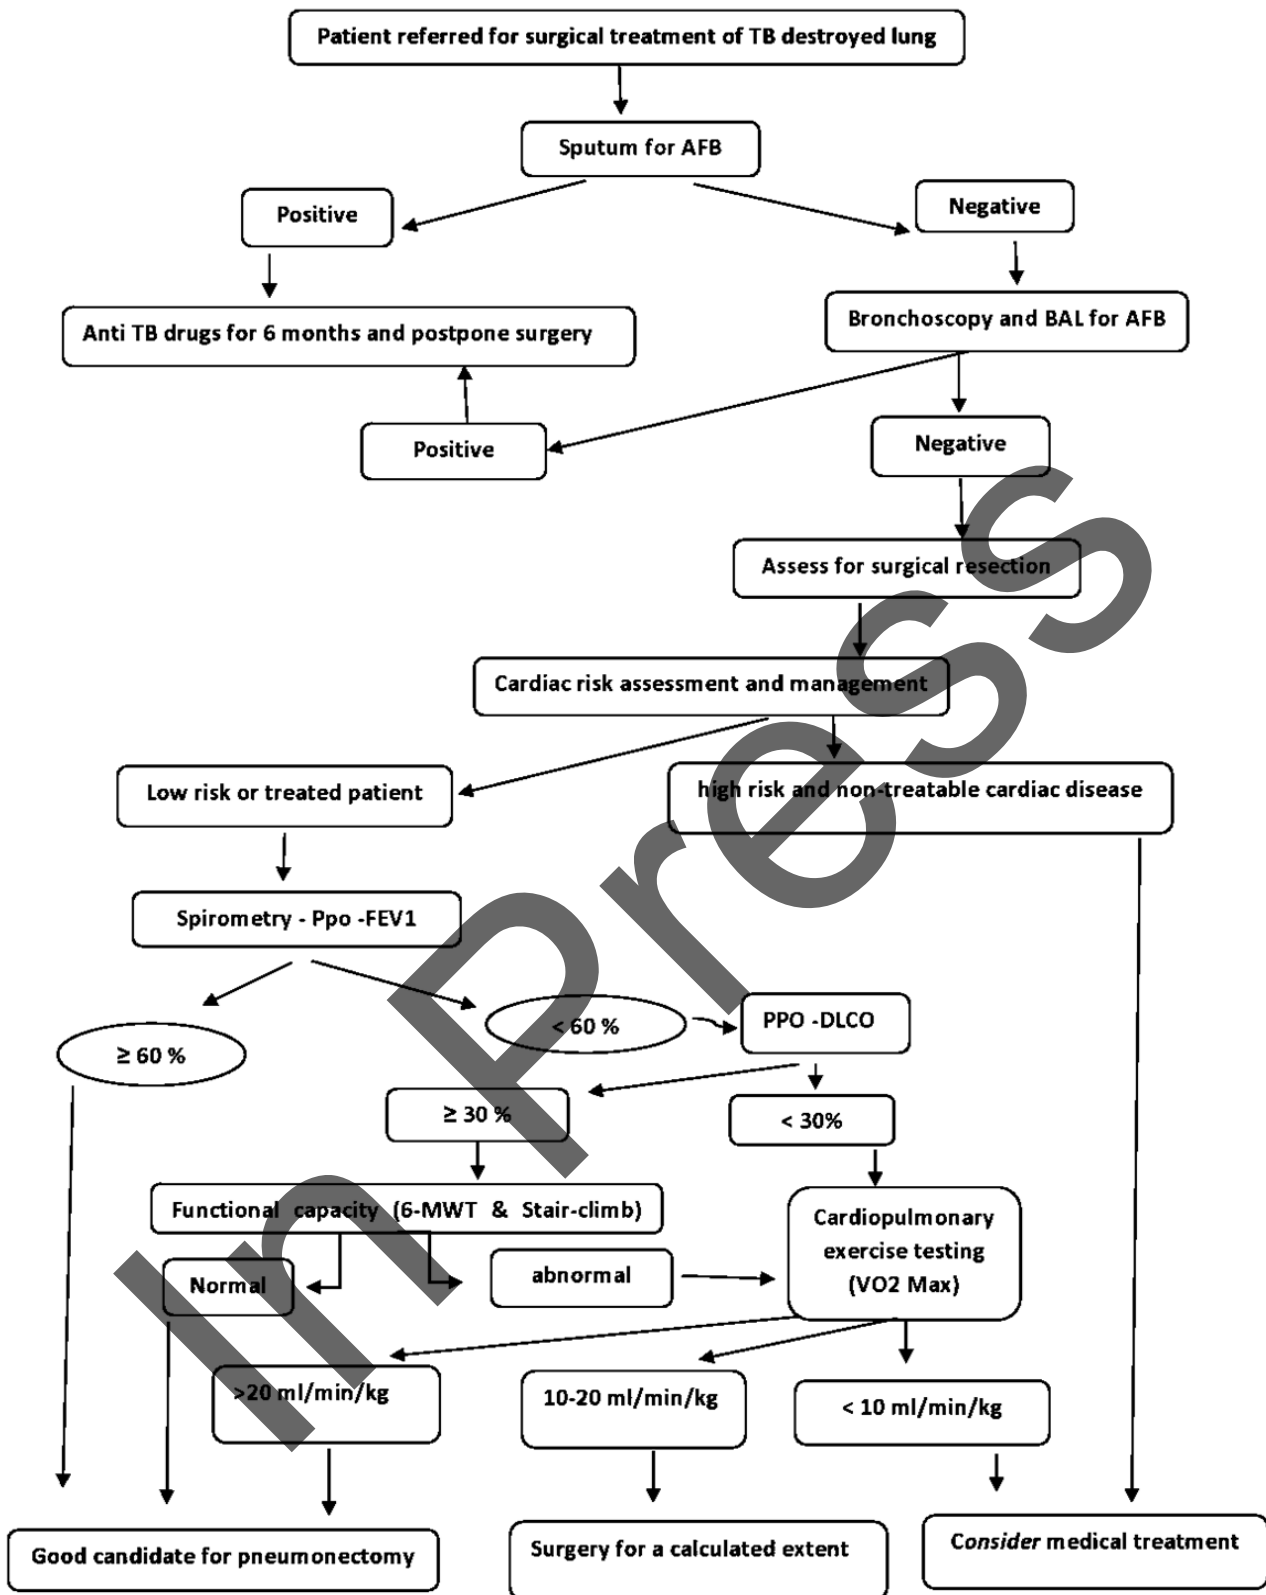 Patient referred for surgical treatment of TB destroyed lung
Sputum for AFB
Positive
Negative
Anti TB drugs for 6 months and postpone surgery
Bronchoscopy and BAL for AFB
Positive
Negative
Assess for surgical resection
Cardiac risk assessment and management
Low risk or treated patient
high risk and non-treatable cardiac disease
Spirometry - Ppo -FEV1
≥ 60 %
< 60 %
PPO -DLCO
≥ 30 %
< 30%
Functional capacity (6-MWT & Stair-climb)
Cardiopulmonary
exercise testing
(VO2 Max)
Normal
abnormal
>20 ml/min/kg
10-20 ml/min/kg
< 10 ml/min/kg
Good candidate for pneumonectomy
Surgery for a calculated extent
Consider medical treatment
In Press